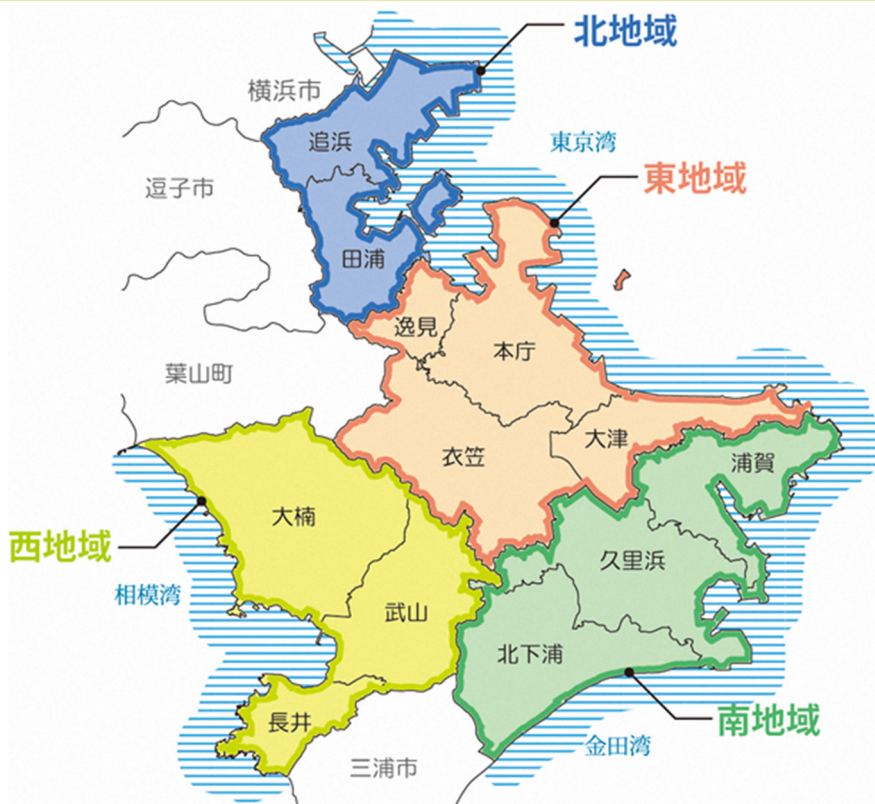 北地域
横浜市
追浜
東京湾
東地域
逗子市
田浦
逸見
本庁
葉山町
大津
衣笠
浦賀
大楠
西地域
久里浜
相模湾
武山
北下浦
長井
南地域
金田湾
三浦市